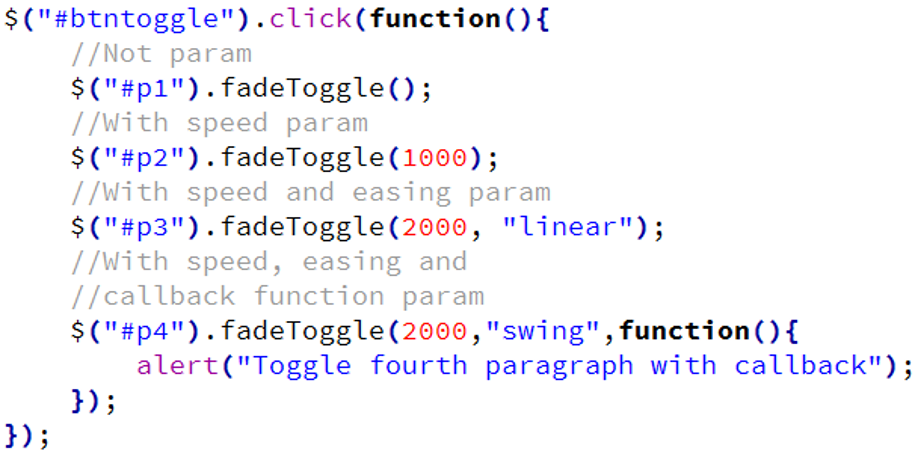 $("#btntoggle").click(function(){
    //Not param
    $("#p1").fadeToggle();
    //With speed param
    $("#p2").fadeToggle(1000);
    //With speed and easing param
    $("#p3").fadeToggle(2000, "linear");
    //With speed, easing and
    //callback function param
    $("#p4").fadeToggle(2000,"swing",function(){
        alert("Toggle fourth paragraph with callback");
    });
});